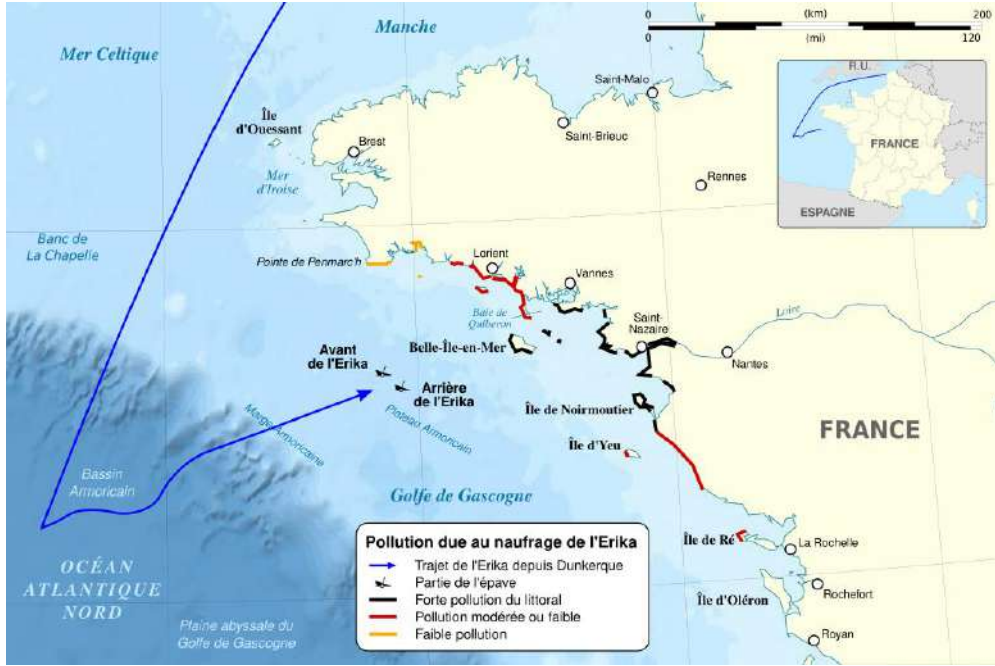 Mer Celtique
Manche
0
(km)
200
0
(mi)
120
Saint-Malo
Île
d'Ouessant
Saint-Brieuc
Brest
R.U.
FRANCE
ESPAGNE
Mer
d'Iroise
Rennes
Banc de
La Chapelle
Pointe de Penmarc'h
Lorient
Vannes
Baie de
Quiberon
Saint-
Nazaire
Loire
Belle-Île-en-Mer
Nantes
Avant
de l'Erika
Arrière
de l'Erika
Île de Noirmoutier
Marge Armoricaine
Plateau Armoricain
FRANCE
Île d'Yeu
Bassin
Armoricain
Golfe de Gascogne
Île de Ré
La Rochelle
OCÉAN
ATLANTIQUE
NORD
Île d'Oléron
Rochefort
Plaine abyssale du
Golfe de Gascogne
Royan
Pollution due au naufrage de l'Erika
Trajet de l'Erika depuis Dunkerque
Partie de l'épave
Forte pollution du littoral
Pollution modérée ou faible
Faible pollution